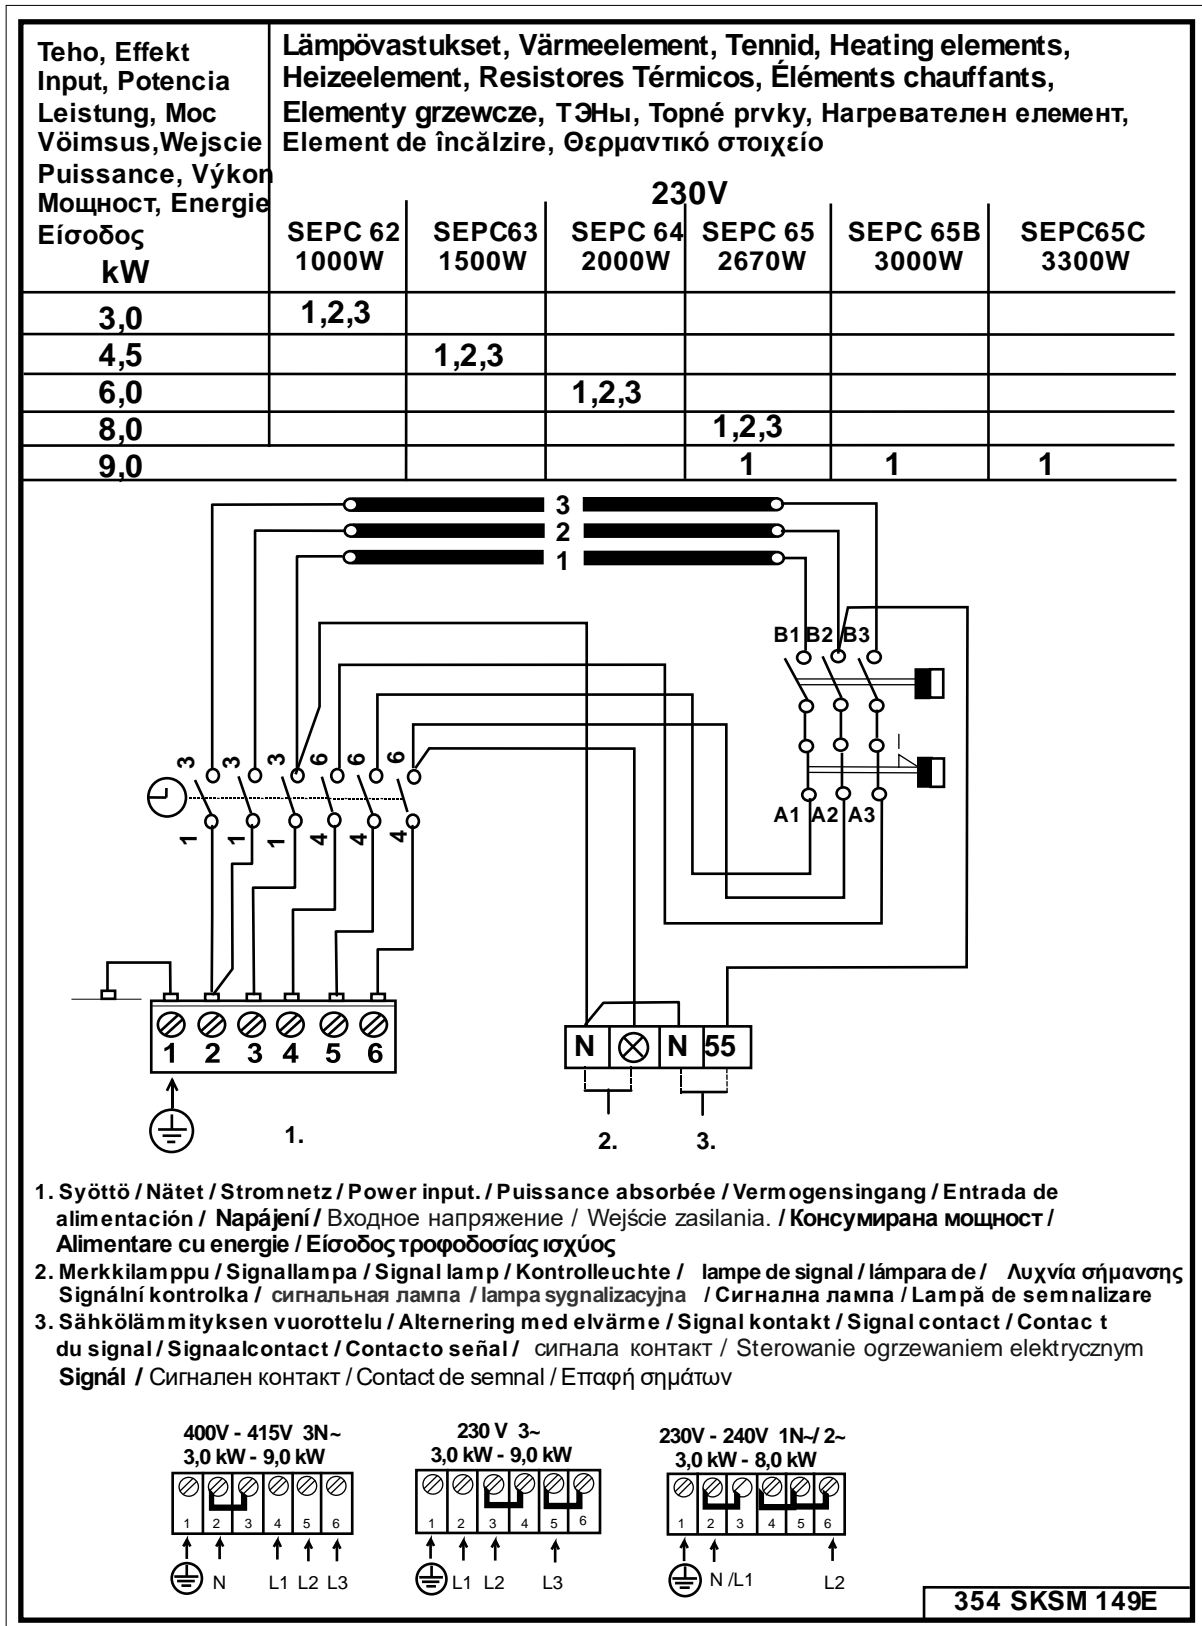 Teho, Effekt
Input, Potencia
Leistung, Moc
Vöimsus,Wejscie
Puissance, Výkon
Мощност, Energie
Είσοδος
kW
Lämpövastukset, Värmeelement, Tennid, Heating elements,
Heizeelement, Resistores Térmicos, Éléments chauffants,
Elementy grzewcze, ТЭНы, Topné prvky, Нагревателен елемент,
Element de încălzire, Θερμαντικό στοιχείο
230V
SEPC 62 SEPC63 SEPC 64 SEPC 65 SEPC 65B SEPC65C
1000W 1500W 2000W 2670W 3000W 3300W
3,0 1,2,3
4,5 1,2,3
6,0 1,2,3
8,0 1,2,3
9,0 1 1 1
3
2
1
B1 B2 B3
3 3 3 6 6 6
1 1 1 4 4 4
A1 A2 A3
1 2 3 4 5 6
N N 55
1. 2. 3.
1. Syöttö / Nätet / Stromnetz / Power input. / Puissance absorbée / Vermogensingang / Entrada de
alimentación / Napájení / Входное напряжение / Wejście zasilania. / Консумирана мощност /
Alimentare cu energie / Είσοδος τροφοδοσίας ισχύος
2. Merkkilamppu / Signallampa / Signal lamp / Kontrolleuchte / lampe de signal / lámpara de / Λυχνία σήμανσης
Signální kontrolka / сигнальная лампа / lampa sygnalizacyjna / Сигнална лампа / Lampă de semnalizare
3. Sähkölämmityksen vuorottelu / Alternering med elvärme / Signal kontakt / Signal contact / Contac t
du signal / Signaalcontact / Contacto señal / сигнала контакт / Sterowanie ogrzewaniem elektrycznym
Signál / Сигнален контакт / Contact de semnal / Επαφή σημάτων
400V - 415V 3N~
3,0 kW - 9,0 kW
1 2 3 4 5 6
N L1 L2 L3
230 V 3~
3,0 kW - 9,0 kW
1 2 3 4 5 6
L1 L2 L3
230V - 240V 1N~/ 2~
3,0 kW - 8,0 kW
1 2 3 4 5 6
N /L1 L2
354 SKSM 149E